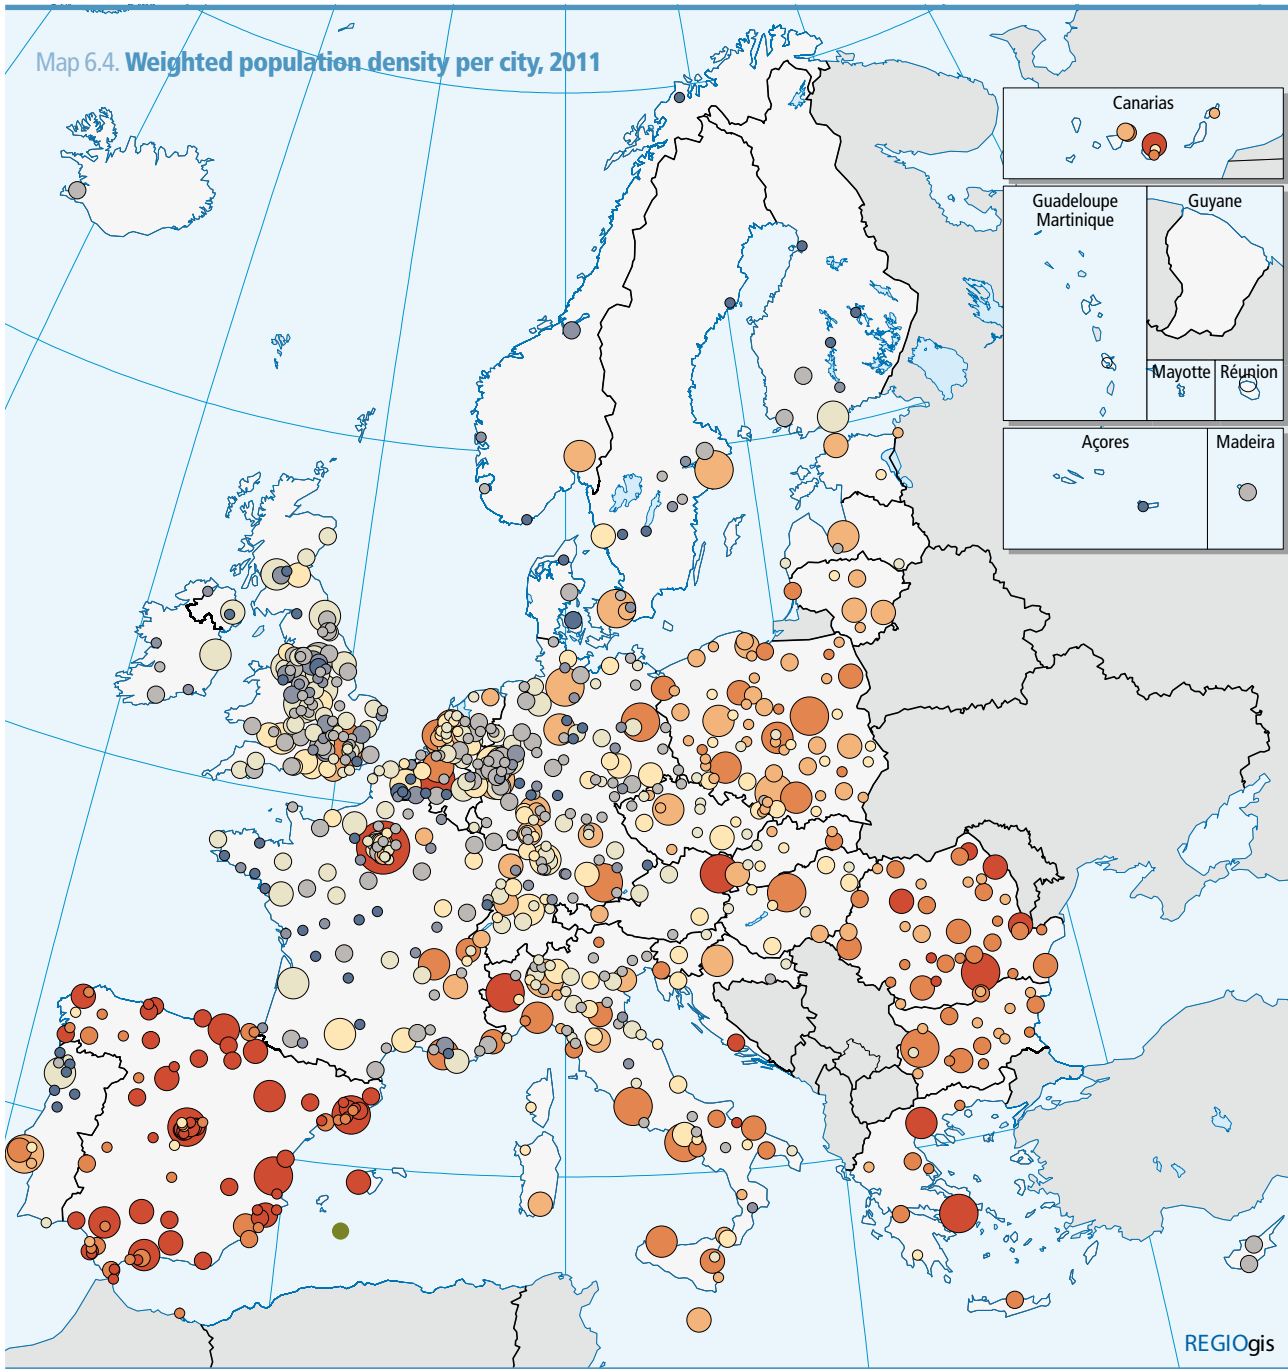 Map 6.4. Weighted population density per city, 2011
Canarias
Guadeloupe
Martinique
Guyane
Mayotte
Réunion
Açores
Madeira
REGIOgis